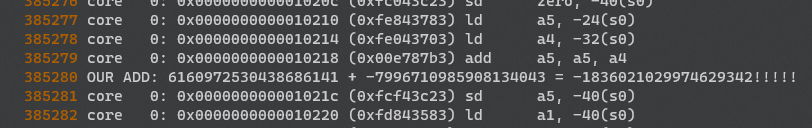 385276 core   0: 0x000000000001020c (0xfc043c23) sd      zero, -40(s0)
385277 core   0: 0x0000000000010210 (0xfe843783) ld      a5, -24(s0)
385278 core   0: 0x0000000000010214 (0xfe043703) ld      a4, -32(s0)
385279 core   0: 0x0000000000010218 (0x00e787b3) add     a5, a5, a4
385280 OUR ADD: 6160972530438686141 + -7996710985908134043 = -1836021029974629342!!!!!
385281 core   0: 0x000000000001021c (0xfcf43c23) sd      a5, -40(s0)
385282 core   0: 0x0000000000010220 (0xfd843583) ld      a1, -40(s0)